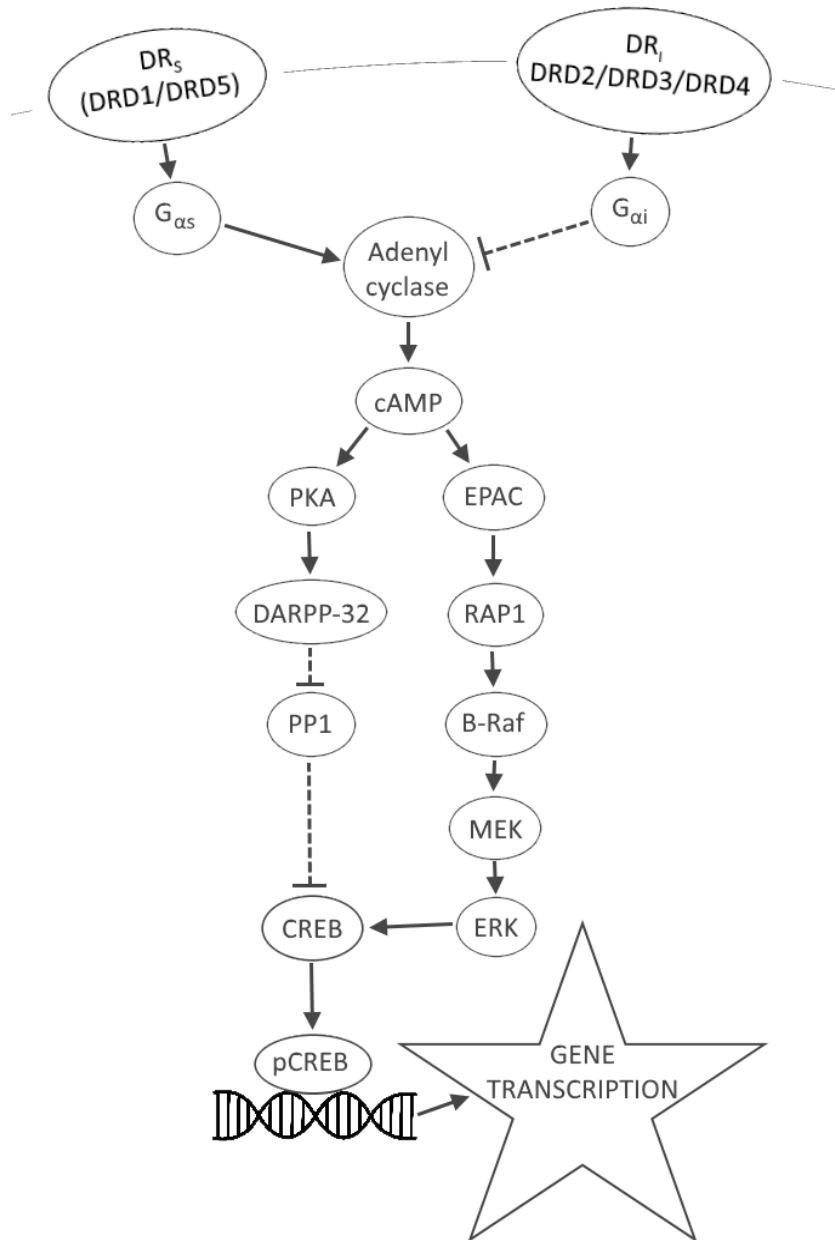 DRS
(DRD1/DRD5)
DRI
DRD2/DRD3/DRD4
Gαs
Gαi
Adenyl
cyclase
cAMP
PKA
EPAC
DARPP-32
RAP1
PP1
B-Raf
MEK
CREB
ERK
pCREB
GENE
TRANSCRIPTION